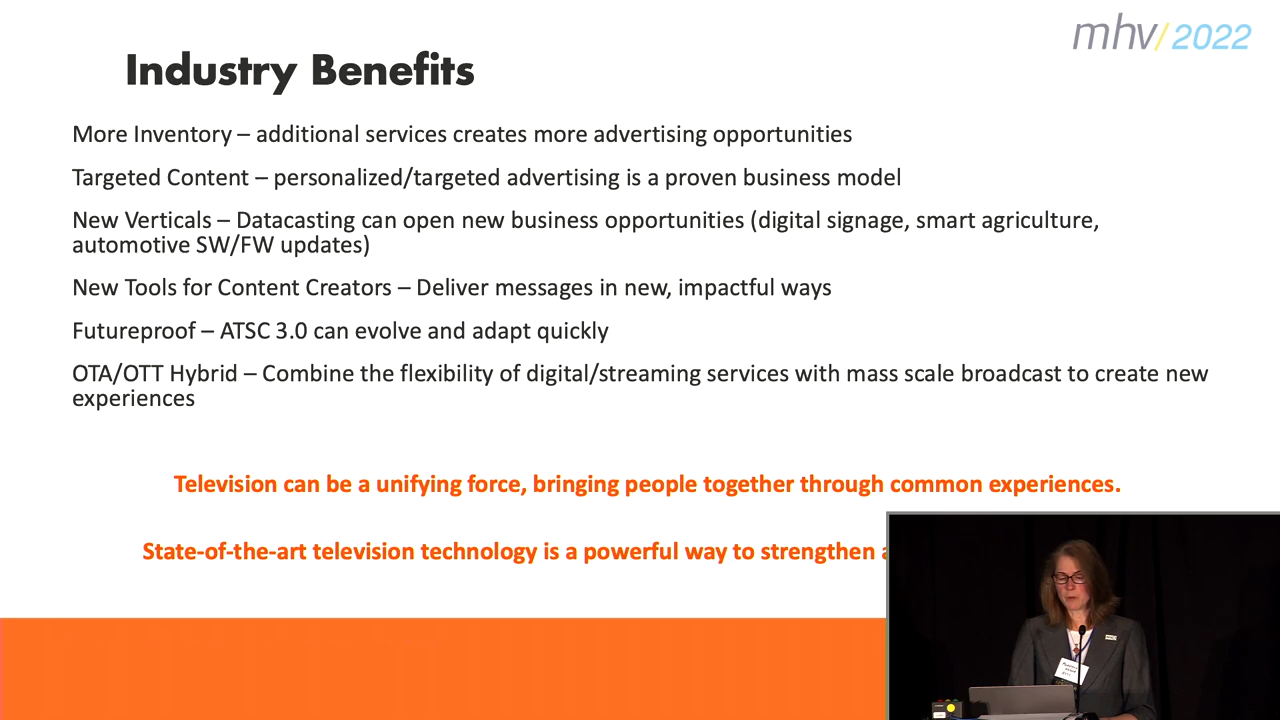 mhv/2022
Industry Benefits
More Inventory – additional services creates more advertising opportunities
Targeted Content – personalized/targeted advertising is a proven business model
New Verticals – Datacasting can open new business opportunities (digital signage, smart agriculture,
automotive SW/FW updates)
New Tools for Content Creators – Deliver messages in new, impactful ways
Futureproof – ATSC 3.0 can evolve and adapt quickly
OTA/OTT Hybrid – Combine the flexibility of digital/streaming services with mass scale broadcast to create new
experiences
Television can be a unifying force, bringing people together through common experiences.
State-of-the-art television technology is a powerful way to strengthen